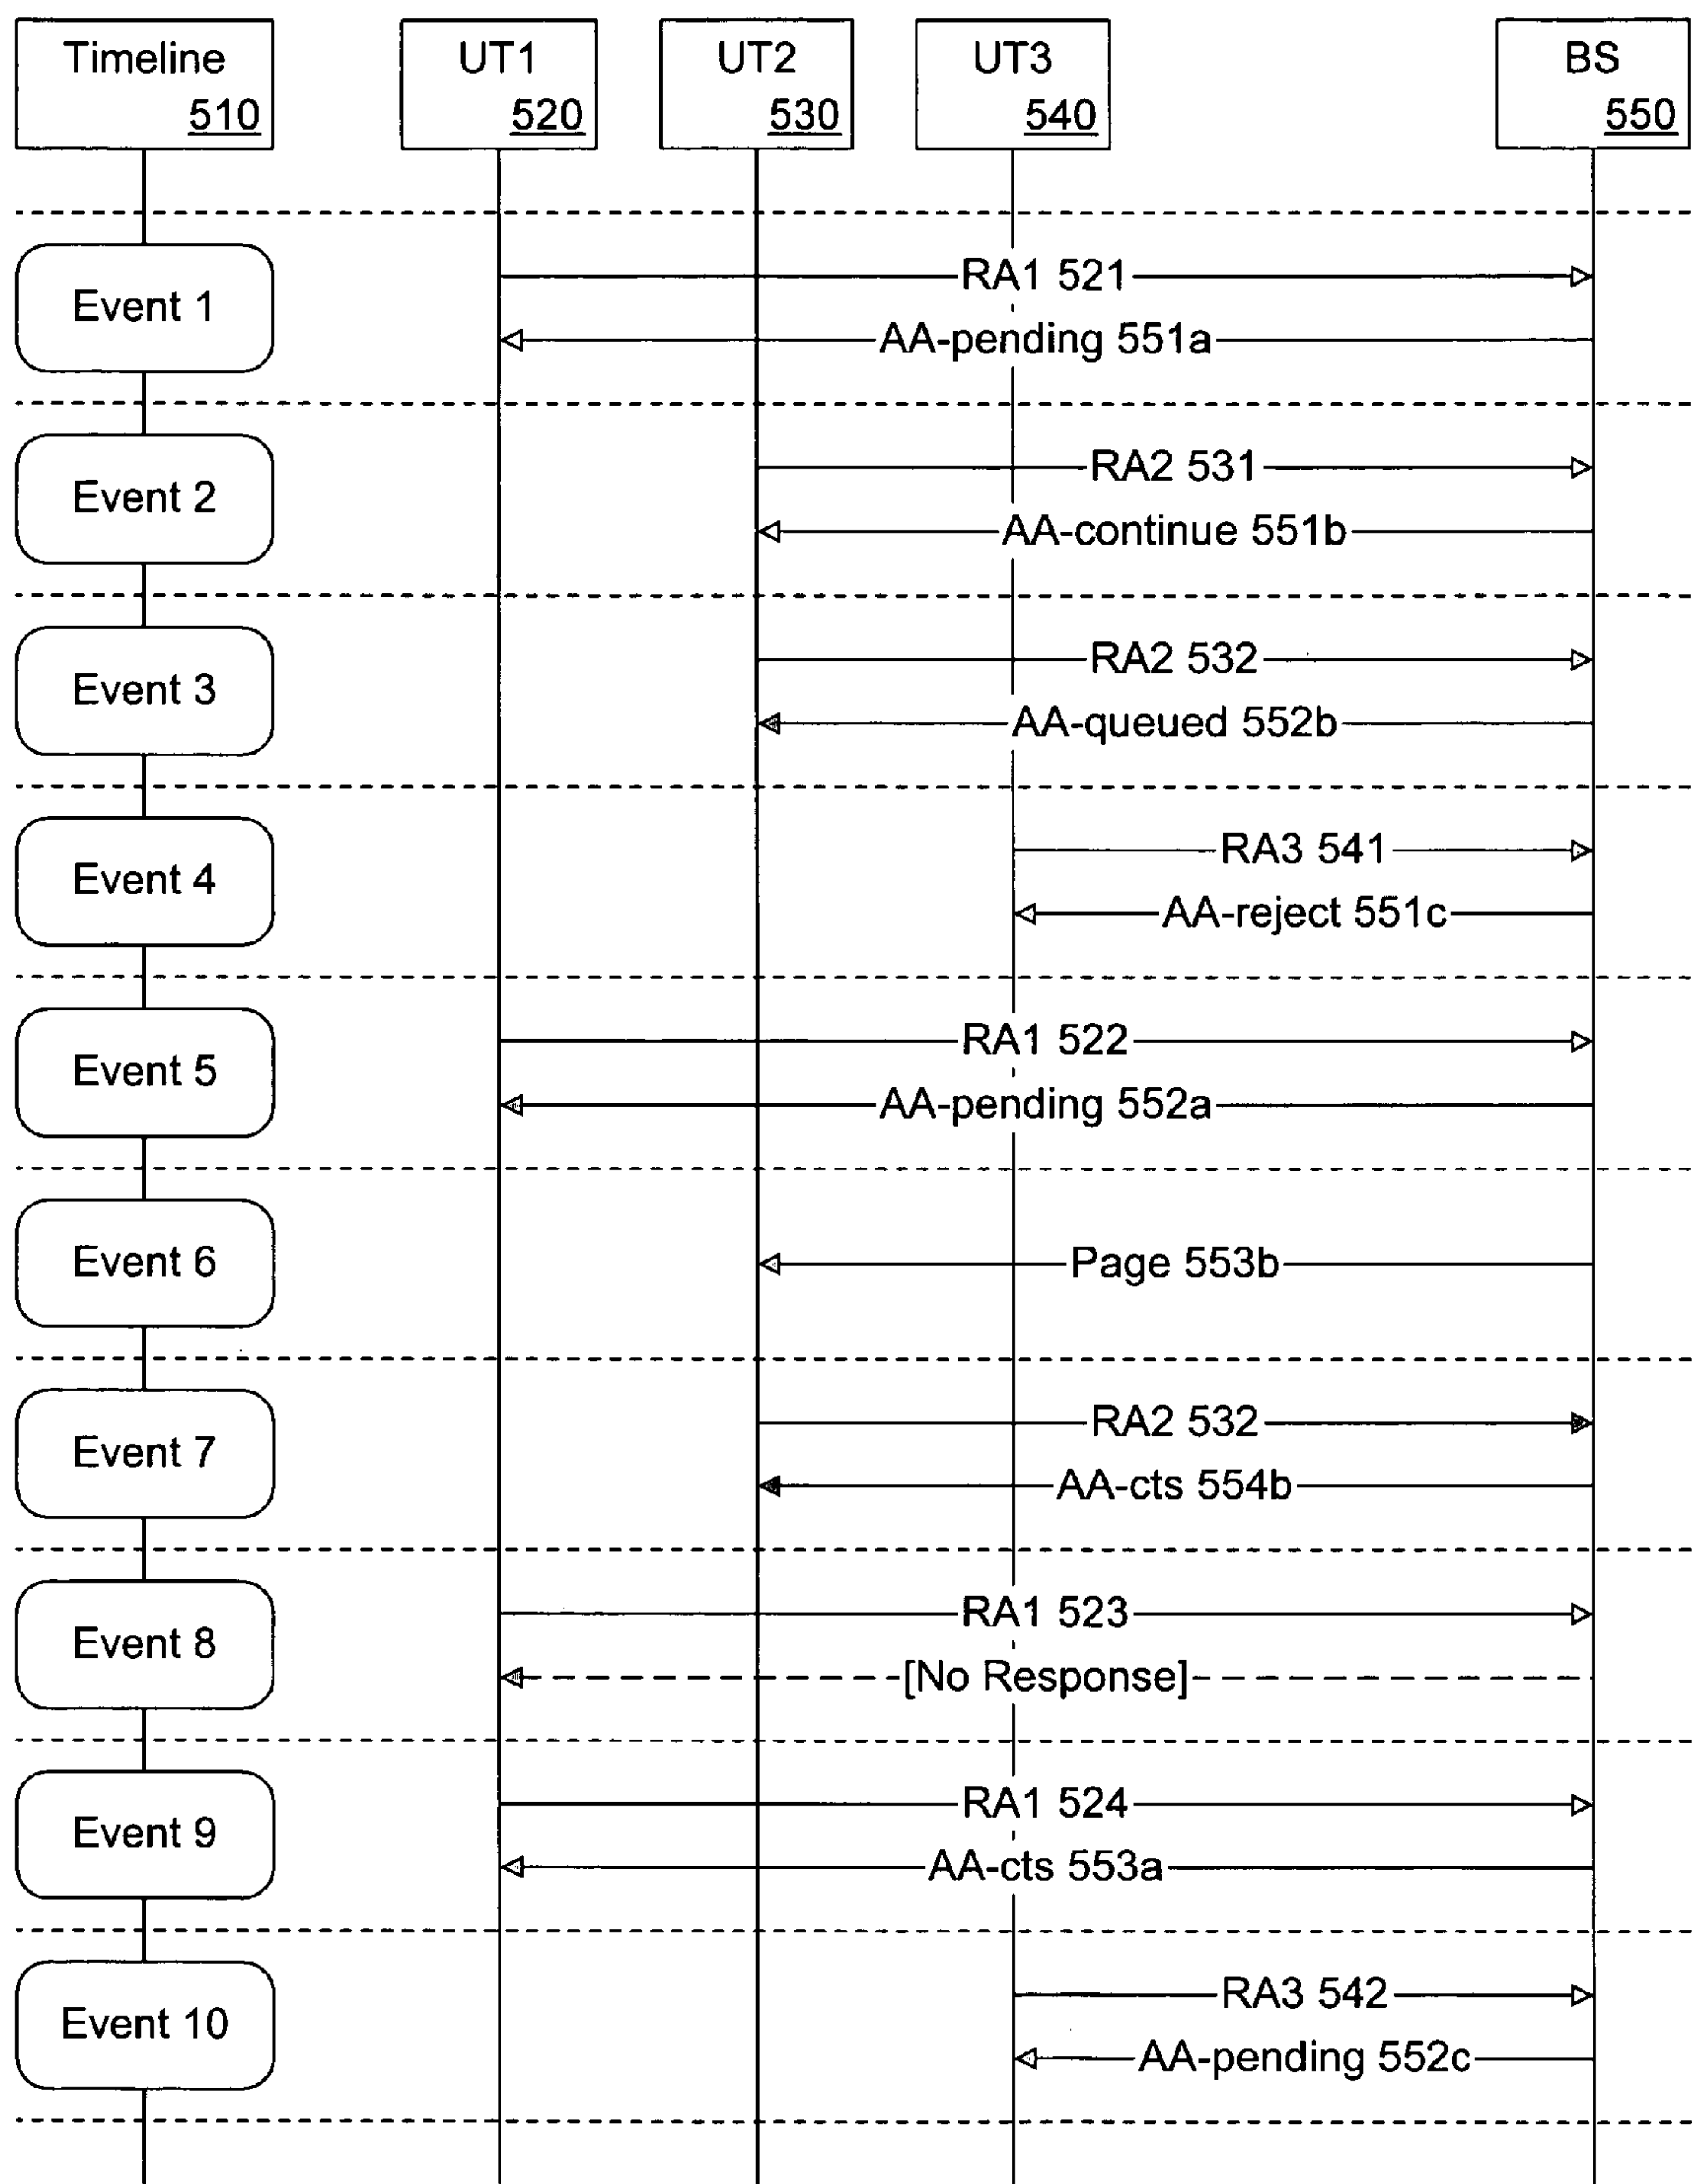 Timeline
510
UT1
520
UT2
530
UT3
540
BS
550
Event 1
RA1 521
AA-pending 551a
Event 2
RA2 531
AA-continue 551b
Event 3
RA2 532
AA-queued 552b
Event 4
RA3 541
AA-reject 551c
Event 5
RA1 522
AA-pending 552a
Event 6
Page 553b
Event 7
RA2 532
AA-cts 554b
Event 8
RA1 523
[No Response]
Event 9
RA1 524
AA-cts 553a
Event 10
RA3 542
AA-pending 552c